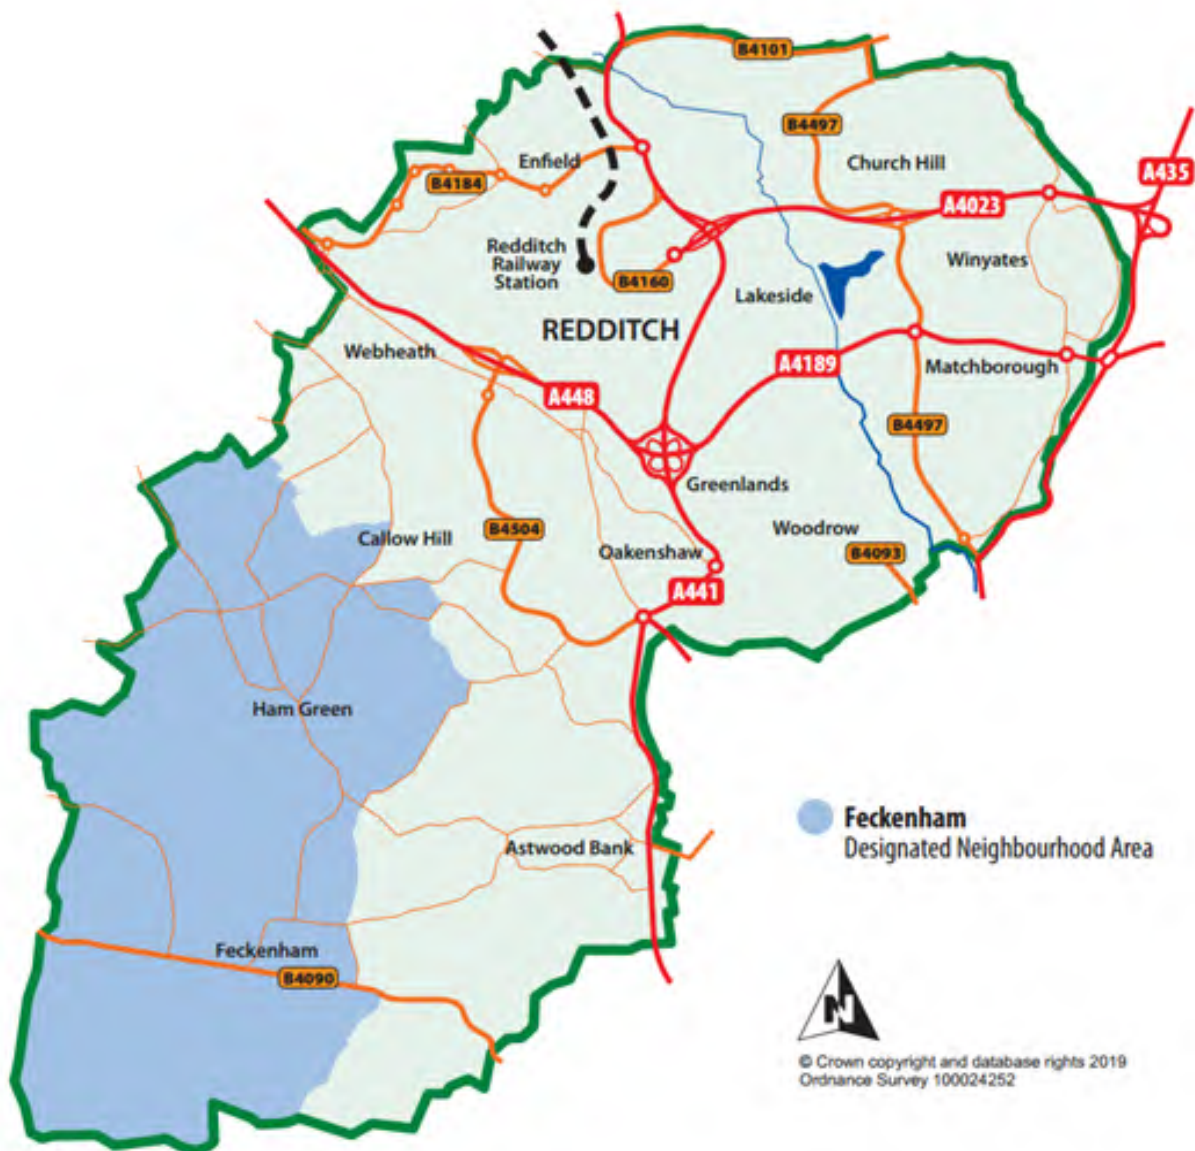 B4101
B4497
Church Hill
A435
Enfield
B4184
A4023
Redditch
Railway
Station
Winyates
B4160
Lakeside
REDDITCH
Webheath
A4189
Matchborough
A448
B4497
Greenlands
Callow Hill
B4504
Woodrow
Oakenshaw
B4093
A441
Ham Green
Feckenham
Designated Neighbourhood Area
Astwood Bank
Feckenham
B4090
N
© Crown copyright and database rights 2019
Ordnance Survey 100024252